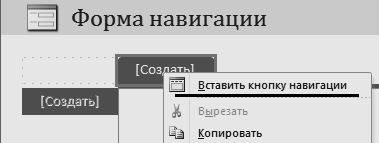 Форма навигации
[Создать]
[Создать]
Вставить кнопку навигации
Вырезать
Копировать